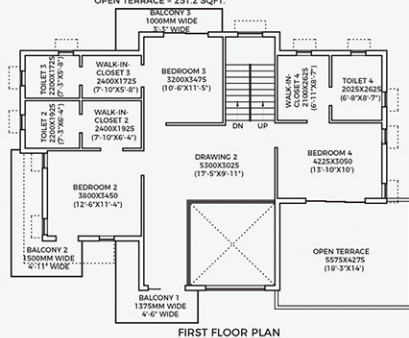 OPEN TERRACE = 251.2 SQFT.
BALCONY 3
1000MM WIDE
3'-3" WIDE
TOILET 3
2200X1725
(7'-3"X5'-8")
WALK-IN-
CLOSET 3
2400X1725
(7'-10"X5'-8")
BEDROOM 3
3200X3475
(10'-6"X11'-5")
DN
UP
WALK-IN-
CLOSET 4
2100X2625
(6'-11"X8'-7")
TOILET 4
2025X2625
(6'-8"X8'-7")
TOILET 2
2200X1925
(7'-3"X6'-4")
WALK-IN-
CLOSET 2
2400X1925
(7'-10"X6'-4")
DRAWING 2
5300X3025
(17'-5"X9'-11")
BEDROOM 4
4225X3050
(13'-10"X10')
BEDROOM 2
3800X3450
(12'-6"X11'-4")
BALCONY 2
1500MM WIDE
4'-11" WIDE
OPEN TERRACE
5575X4275
(18'-3"X14')
BALCONY 1
1375MM WIDE
4'-6" WIDE
FIRST FLOOR PLAN